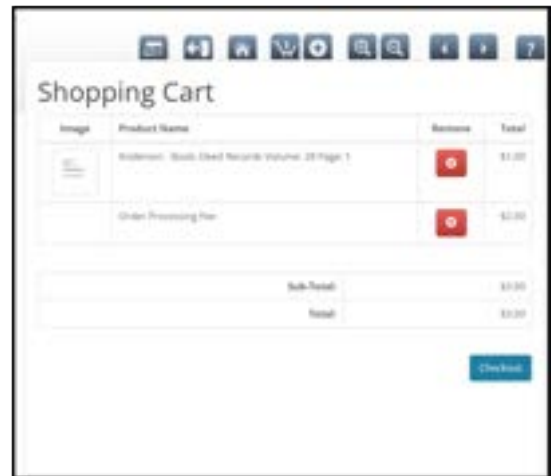 Shopping Cart
Image Product Name Remove Total
Anderson Book: Deed Records Volume: 28 Page: 1 $1.00
Order Processing Fee $2.00
Sub-Total: $3.00
Total: $3.00
Checkout